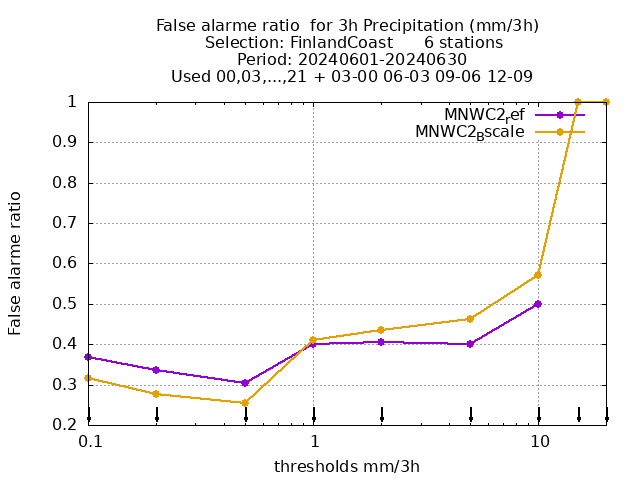 False alarme ratio  for 3h Precipitation (mm/3h)
Selection: FinlandCoast      6 stations
Period: 20240601-20240630
Used 00,03,...,21 + 03-00 06-03 09-06 12-09
MNWC2ref
MNWC2Bscale
1
0.9
0.8
0.7
0.6
0.5
0.4
0.3
0.2
False alarme ratio
0.1 1 10
thresholds mm/3h